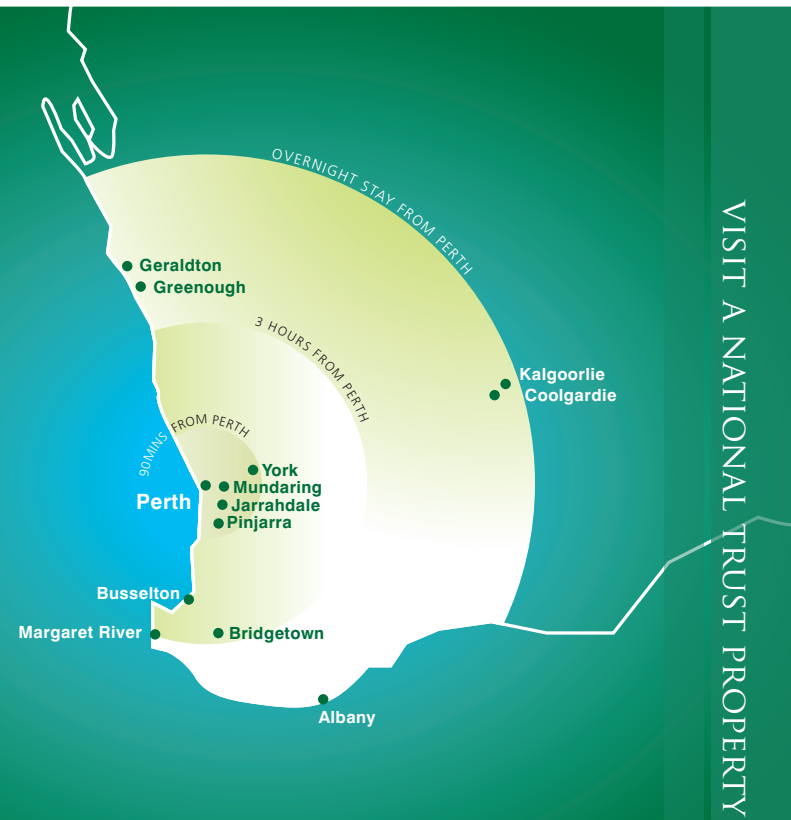 OVERNIGHT STAY FROM PERTH
Geraldton
Greenough
3 HOURS FROM PERTH
Kalgoorlie
Coolgardie
90MINS FROM PERTH
York
Mundaring
Perth
Jarrahdale
Pinjarra
Busselton
Margaret River
Bridgetown
Albany
VISIT A NATIONAL TRUST PROPERTY